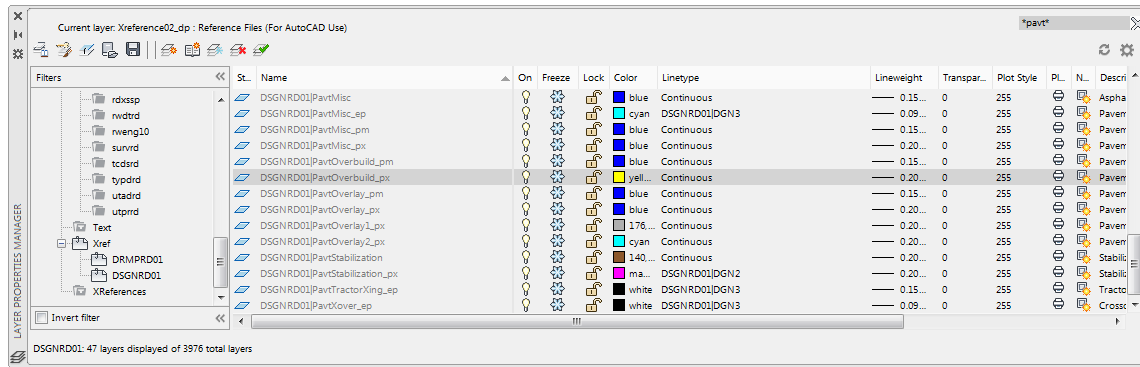 Current layer: Xreference02_dp : Reference Files (For AutoCAD Use)
*pavt*
Filters
St... Name On Freeze Lock Color Linetype Lineweight Transpar... Plot Style Pl... N... Descri
rdxssp
rwdtrd
rweng10
survrd
tcdsrd
typdrd
utadrd
utprrd
Text
Xref
DRMPRD01
DSGNRD01
XReferences
Invert filter
DSGNRD01|PavtMisc blue Continuous 0.15... 0 255 Aspha
DSGNRD01|PavtMisc_ep cyan DSGNRD01|DGN3 0.09... 0 255 Pavem
DSGNRD01|PavtMisc_pm blue Continuous 0.15... 0 255 Pavem
DSGNRD01|PavtMisc_px blue Continuous 0.20... 0 255 Pavem
DSGNRD01|PavtOverbuild_pm blue Continuous 0.15... 0 255 Pavem
DSGNRD01|PavtOverbuild_px yell... Continuous 0.20... 0 255 Pavem
DSGNRD01|PavtOverlay_pm blue Continuous 0.15... 0 255 Pavem
DSGNRD01|PavtOverlay_px blue Continuous 0.20... 0 255 Pavem
DSGNRD01|PavtOverlay1_px 176,... Continuous 0.20... 0 255 Pavem
DSGNRD01|PavtOverlay2_px cyan Continuous 0.20... 0 255 Pavem
DSGNRD01|PavtStabilization 140,... Continuous 0.20... 0 255 Stabiliz
DSGNRD01|PavtStabilization_px ma... DSGNRD01|DGN2 0.20... 0 255 Pavem
DSGNRD01|PavtTractorXing_ep white DSGNRD01|DGN3 0.15... 0 255 Tracto
DSGNRD01|PavtXover_ep white DSGNRD01|DGN3 0.09... 0 255 Crosso
DSGNRD01: 47 layers displayed of 3976 total layers
LAYER PROPERTIES MANAGER